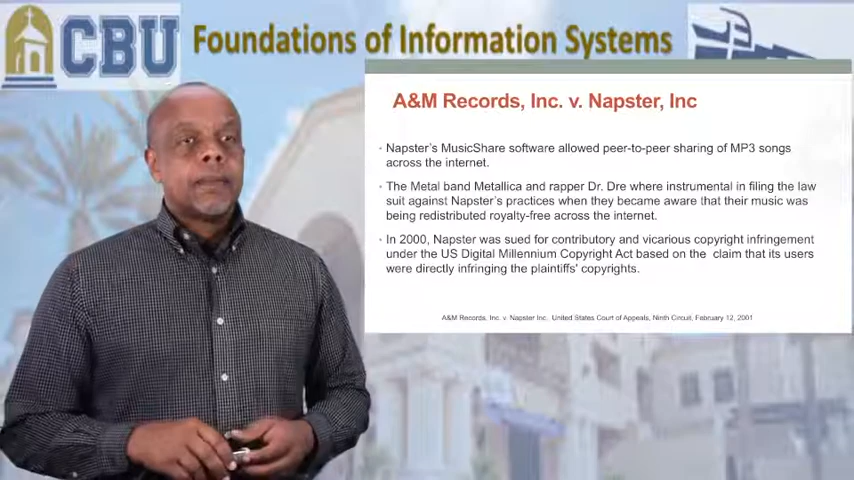 CBU
Foundations of Information Systems
A&M Records, Inc. v. Napster, Inc
• Napster's MusicShare software allowed peer-to-peer sharing of MP3 songs
across the internet.
• The Metal band Metallica and rapper Dr. Dre where instrumental in filing the law
suit against Napster's practices when they became aware that their music was
being redistributed royalty-free across the internet.
• In 2000, Napster was sued for contributory and vicarious copyright infringement
under the US Digital Millennium Copyright Act based on the claim that its users
were directly infringing the plaintiffs' copyrights.
A&M Records, Inc. v Napster Inc. United States Court of Appeals, Ninth Circuit, February 12, 2001